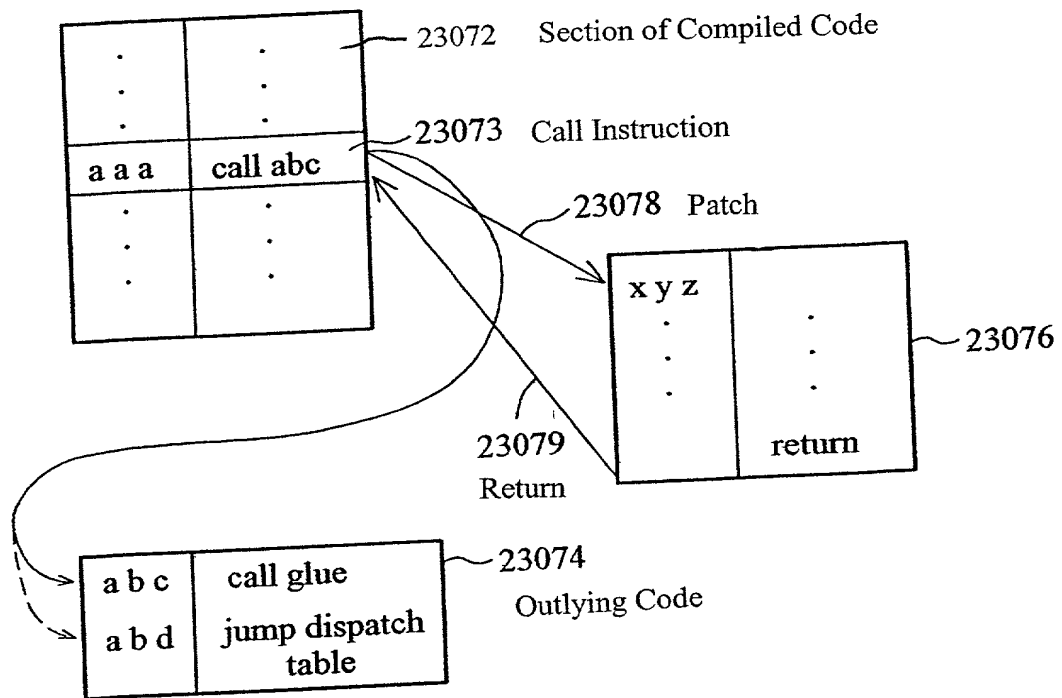 23072 Section of Compiled Code
23073 Call Instruction
a a a call abc
23078 Patch
x y z
23076
23079
Return
return
23074
Outlying Code
a b c call glue
a b d jump dispatch
table